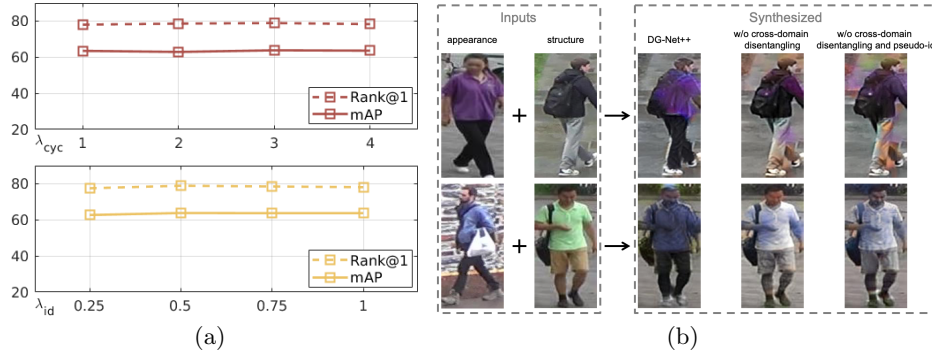 80
60
40
20
λcyc
1
2
3
4
Rank@1
mAP
80
60
40
20
λid
0.25
0.5
0.75
1
Rank@1
mAP
(a)
Inputs
appearance
structure
+
+
Synthesized
DG-Net++
w/o cross-domain
disentangling
w/o cross-domain
disentangling and pseudo-id
(b)